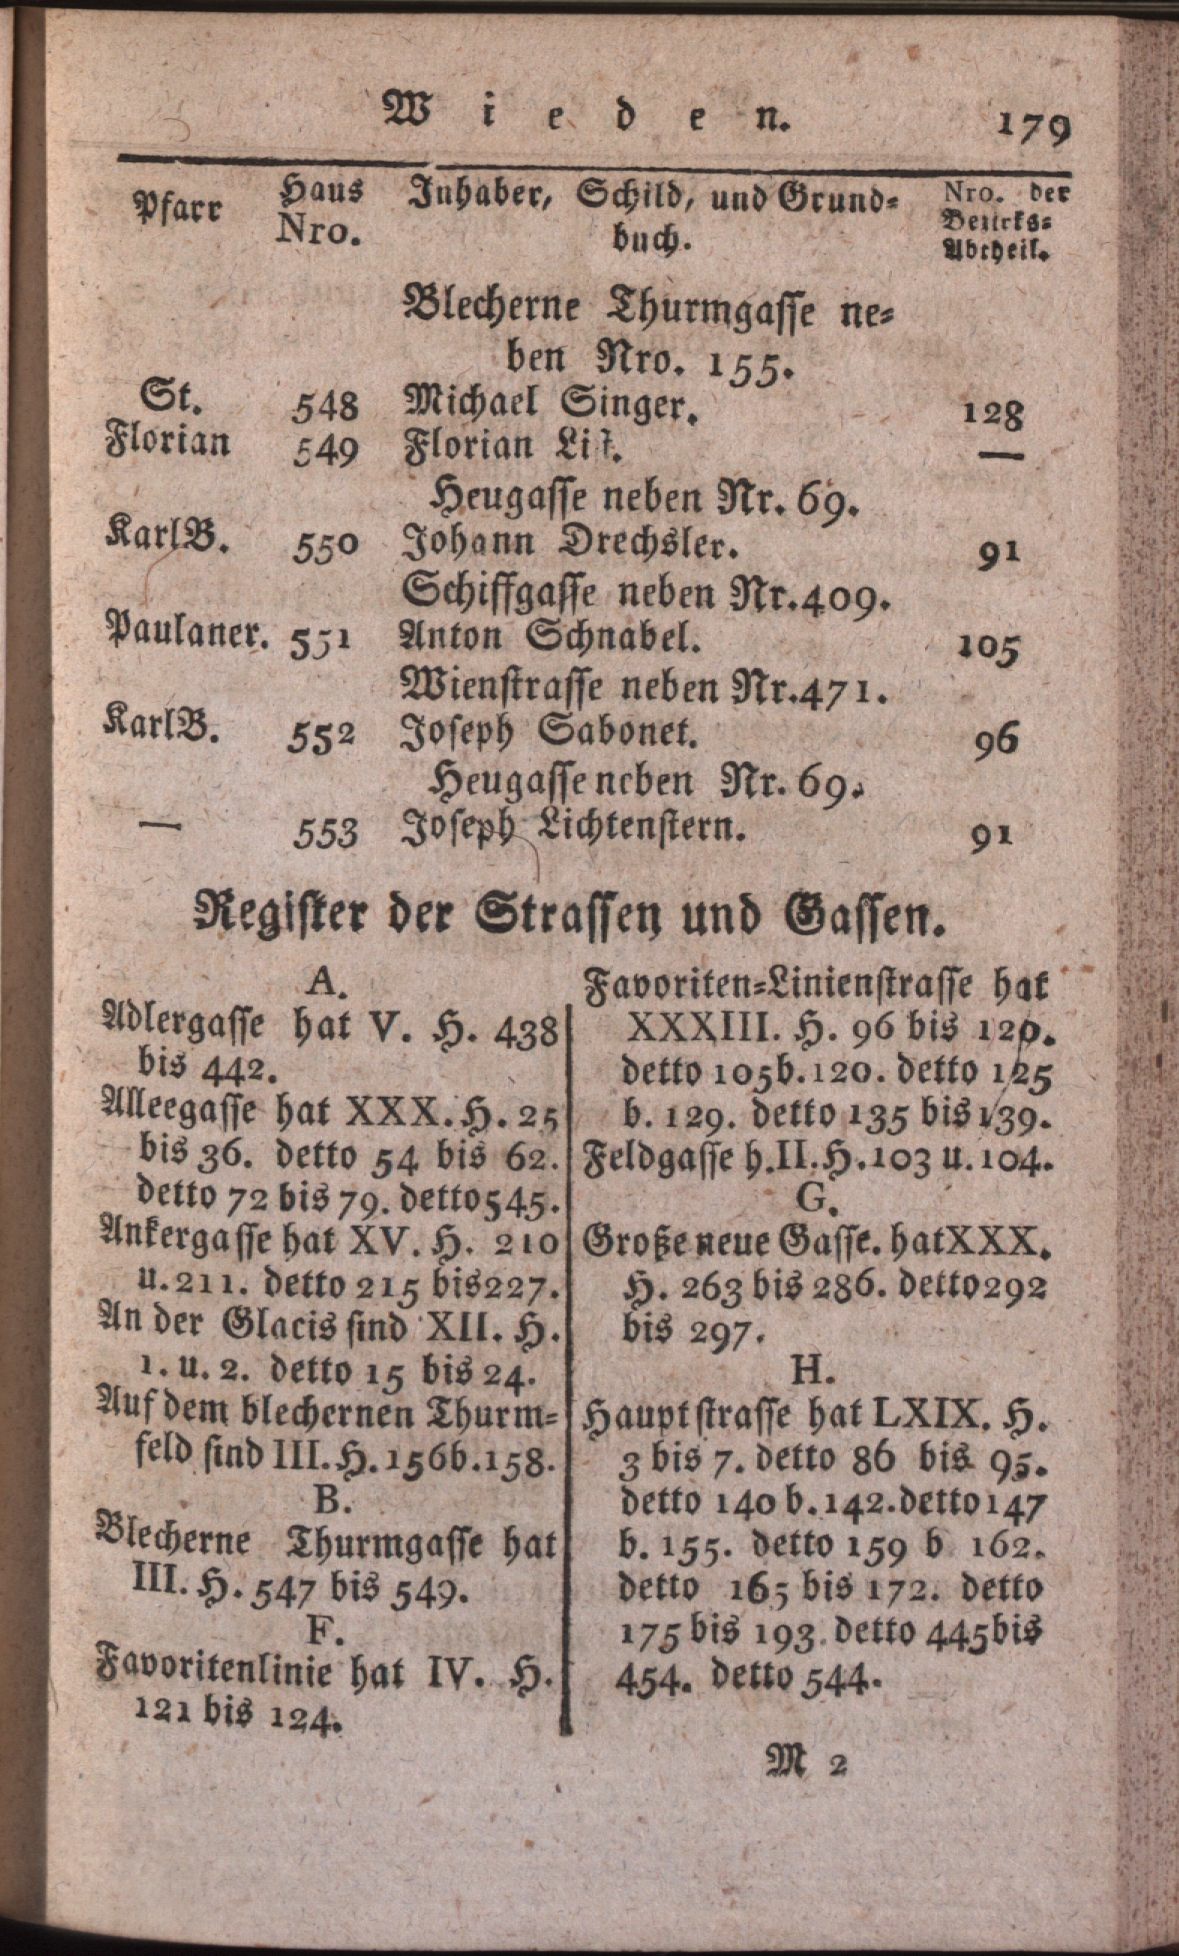 Wieden. 179
Pfarr Haus Nro. Inhaber, Schild, und Grund=
buch. Nro. der Bezirks=Abtheil.
Blecherne Thurmgasse ne=
ben Nro. 155.
St. 548 Michael Singer. 128
Florian 549 Florian List. —
Heugasse neben Nr. 69.
KarlB. 550 Johann Drechsler. 91
Schiffgasse neben Nr. 409.
Paulaner. 551 Anton Schnabel. 105
Wienstrasse neben Nr. 471.
KarlB. 552 Joseph Sabonet. 96
Heugasse neben Nr. 69.
— 553 Joseph Lichtenstern. 91
Register der Strassen und Gassen.
A.
Adlergasse hat V. H. 438
bis 442.
Alleegasse hat XXX. H. 25
bis 36. detto 54 bis 62.
detto 72 bis 79. detto 545.
Ankergasse hat XV. H. 210
u. 211. detto 215 bis 227.
An der Glacis sind XII. H.
1. u. 2. detto 15 bis 24.
Auf dem blechernen Thurm=
feld sind III. H. 156 b. 158.
B.
Blecherne Thurmgasse hat
III. H. 547 bis 549.
F.
Favoritenlinie hat IV. H.
121 bis 124.
Favoriten=Linienstrasse hat
XXXIII. H. 96 bis 120.
detto 105 b. 120. detto 125
b. 129. detto 135 bis 139.
Feldgasse h. II. H. 103 u. 104.
G.
Große neue Gasse. hat XXX.
H. 263 bis 286. detto 292
bis 297.
H.
Hauptstrasse hat LXIX. H.
3 bis 7. detto 86 bis 95.
detto 140 b. 142. detto 147
b. 155. detto 159 b 162.
detto 165 bis 172. detto
175 bis 193. detto 445 bis
454. detto 544.
M 2